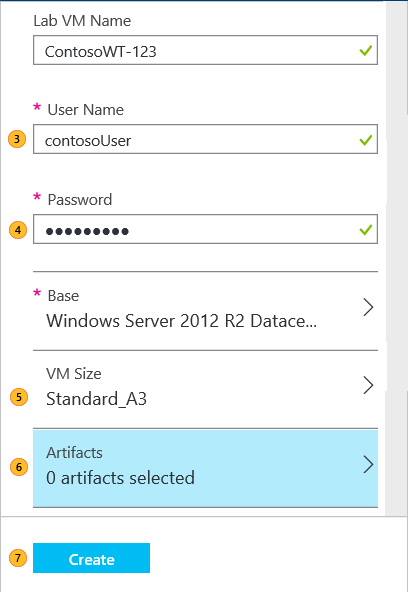 Lab VM Name
ContosoWT-123
* User Name
3 contosoUser
* Password
4 •••••••••
* Base
Windows Server 2012 R2 Datace...
VM Size
5 Standard_A3
Artifacts
6 0 artifacts selected
7 Create